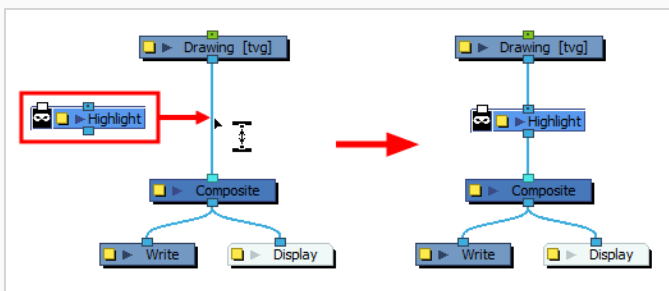 Drawing [tvg]
Highlight
Composite
Write
Display
Drawing [tvg]
Highlight
Composite
Write
Display